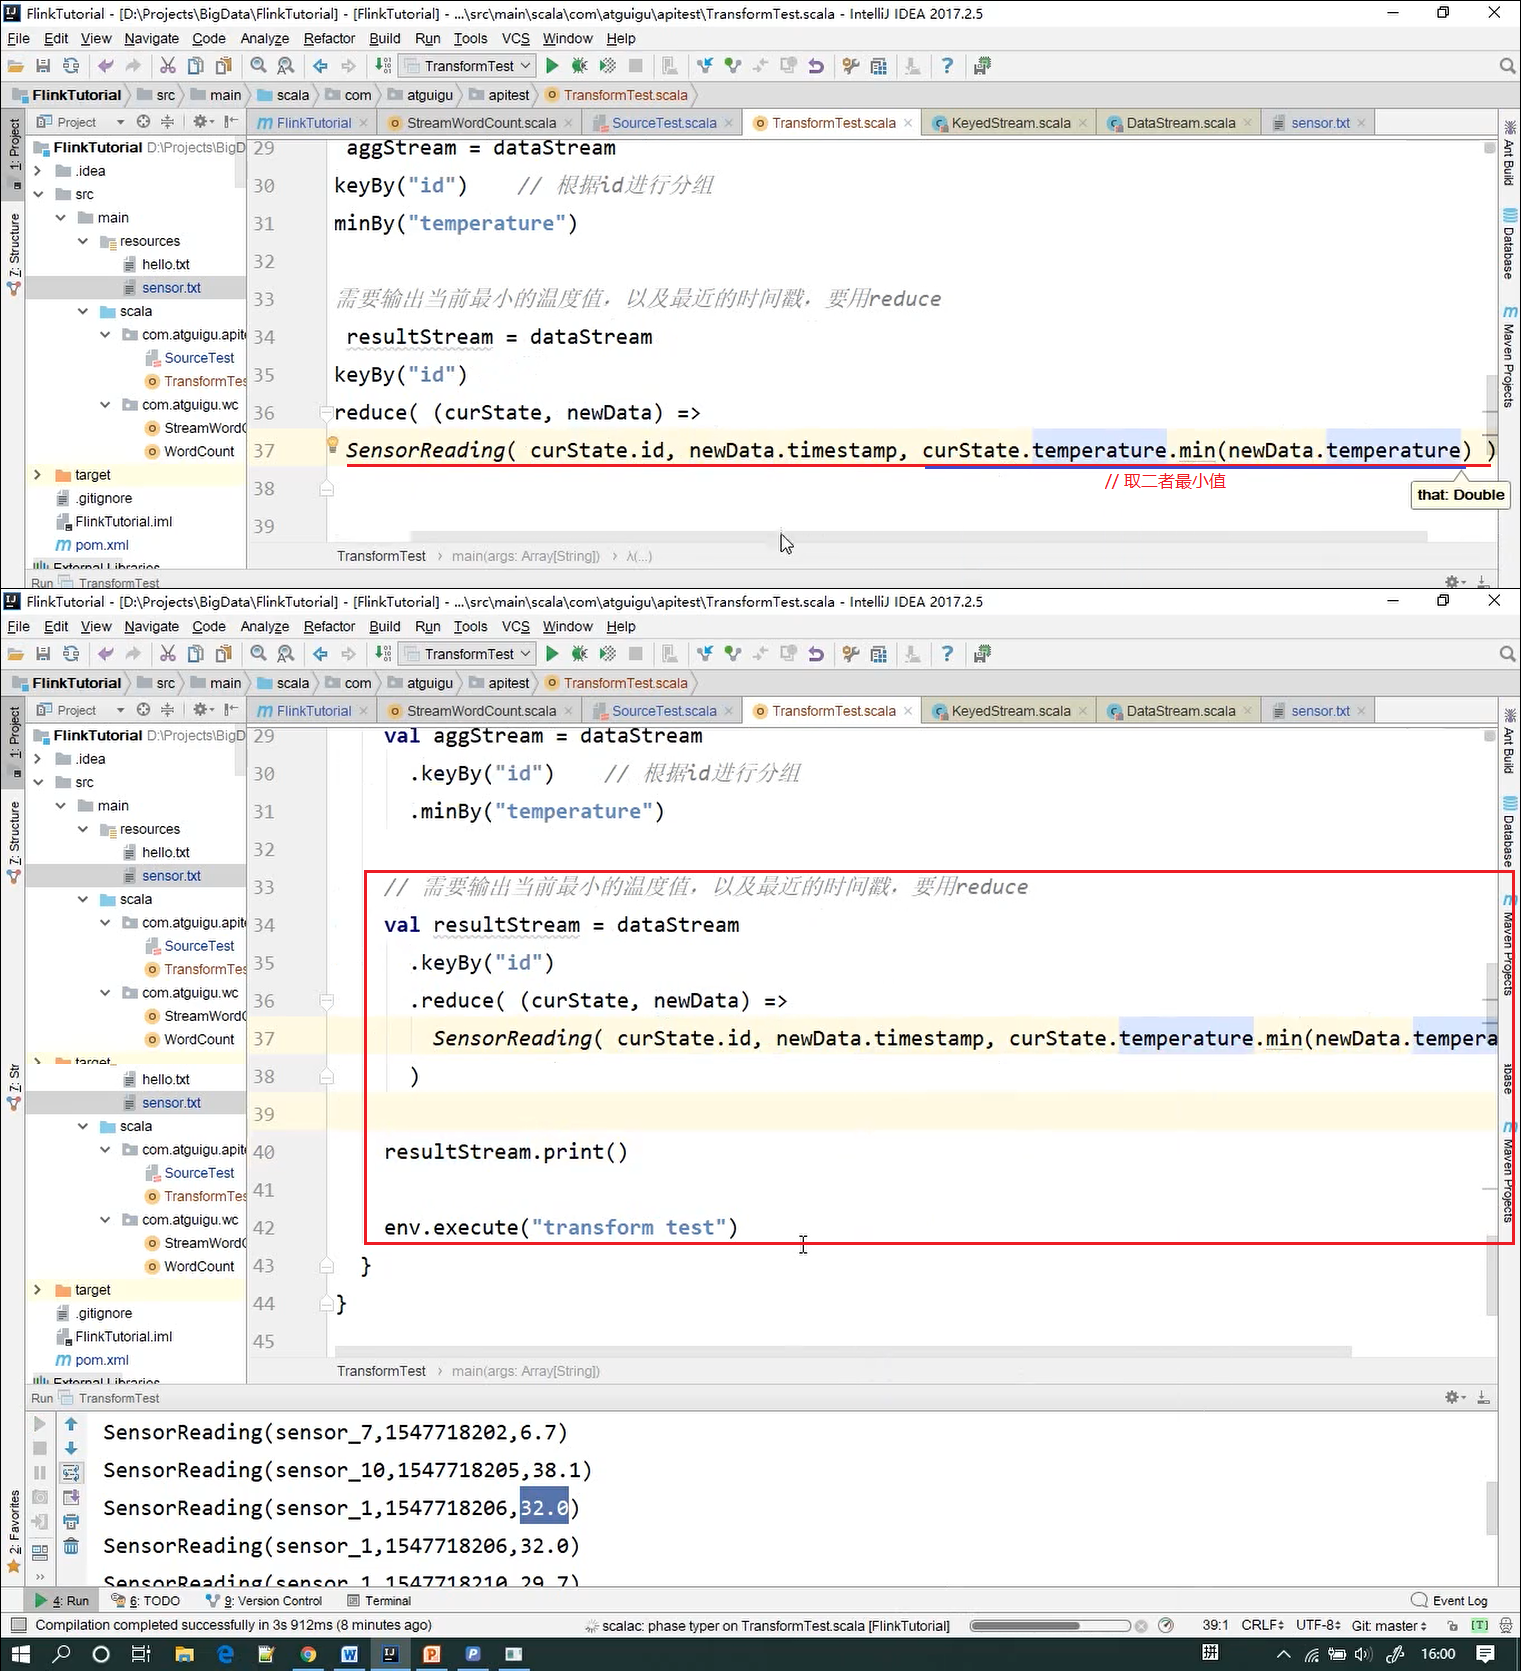 FlinkTutorial - [D:\Projects\BigData\FlinkTutorial] - [FlinkTutorial] - ...\src\main\scala\com\atguigu\apitest\TransformTest.scala - IntelliJ IDEA 2017.2.5
File Edit View Navigate Code Analyze Refactor Build Run Tools VCS Window Help
TransformTest
FlinkTutorial src main scala com atguigu apitest TransformTest.scala
Project FlinkTutorial StreamWordCount.scala SourceTest.scala TransformTest.scala KeyedStream.scala DataStream.scala sensor.txt
1: Project
7: Structure
Ant Build
Database
Maven Projects
FlinkTutorial D:\Projects\BigD
.idea
src
main
resources
hello.txt
sensor.txt
scala
com.atguigu.apite
SourceTest
TransformTes
com.atguigu.wc
StreamWordC
WordCount
target
.gitignore
FlinkTutorial.iml
pom.xml
External Libraries
29 aggStream = dataStream
30 keyBy("id") // 根据id进行分组
31 minBy("temperature")
32
33 需要输出当前最小的温度值，以及最近的时间戳，要用reduce
34 resultStream = dataStream
35 keyBy("id")
36 reduce( (curState, newData) =>
37 SensorReading( curState.id, newData.timestamp, curState.temperature.min(newData.temperature) )
// 取二者最小值
that: Double
38
39
TransformTest main(args: Array[String]) λ(...)
Run TransformTest
FlinkTutorial - [D:\Projects\BigData\FlinkTutorial] - [FlinkTutorial] - ...\src\main\scala\com\atguigu\apitest\TransformTest.scala - IntelliJ IDEA 2017.2.5
File Edit View Navigate Code Analyze Refactor Build Run Tools VCS Window Help
TransformTest
FlinkTutorial src main scala com atguigu apitest TransformTest.scala
Project FlinkTutorial StreamWordCount.scala SourceTest.scala TransformTest.scala KeyedStream.scala DataStream.scala sensor.txt
1: Project
7: Structure
Ant Build
Database
Maven Projects
FlinkTutorial D:\Projects\BigD
.idea
src
main
resources
hello.txt
sensor.txt
scala
com.atguigu.apite
SourceTest
TransformTes
com.atguigu.wc
StreamWordC
WordCount
target
7: Str
hello.txt
sensor.txt
scala
com.atguigu.apite
SourceTest
TransformTes
com.atguigu.wc
StreamWordC
WordCount
target
.gitignore
FlinkTutorial.iml
pom.xml
External Libraries
abase
Maven Projects
29 val aggStream = dataStream
30 .keyBy("id") // 根据id进行分组
31 .minBy("temperature")
32
33 // 需要输出当前最小的温度值，以及最近的时间戳，要用reduce
34 val resultStream = dataStream
35 .keyBy("id")
36 .reduce( (curState, newData) =>
37 SensorReading( curState.id, newData.timestamp, curState.temperature.min(newData.tempera
38 )
39
40 resultStream.print()
41
42 env.execute("transform test")
43 }
44 }
45
TransformTest main(args: Array[String])
Run TransformTest
SensorReading(sensor_7,1547718202,6.7)
SensorReading(sensor_10,1547718205,38.1)
SensorReading(sensor_1,1547718206,32.0)
SensorReading(sensor_1,1547718206,32.0)
SensorReading(sensor_1,1547718210,29.7)
2: Favorites
4: Run 6: TODO 9: Version Control Terminal Event Log
Compilation completed successfully in 3s 912ms (8 minutes ago) scalac: phase typer on TransformTest.scala [FlinkTutorial] 39:1 CRLF UTF-8 Git: master [T]
拼 16:00